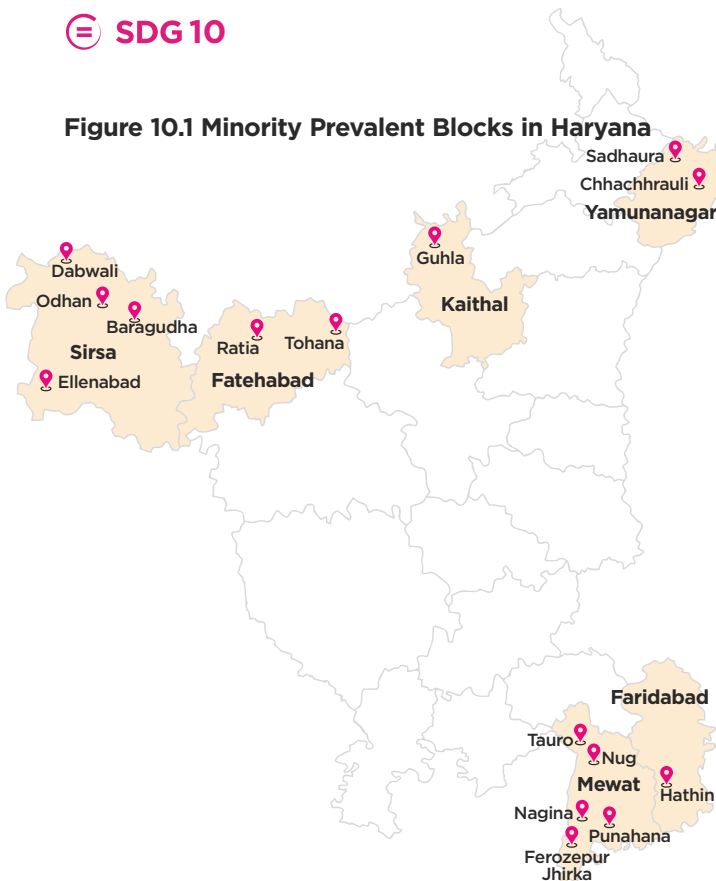 SDG 10
Figure 10.1 Minority Prevalent Blocks in Haryana
Sadhaura
Chhachhrauli
Yamunanagar
Guhla
Kaithal
Dabwali
Odhan
Baragudha
Sirsa
Ellenabad
Ratia
Tohana
Fatehabad
Faridabad
Tauro
Nug
Mewat
Hathin
Nagina
Punahana
Ferozepur
Jhirka